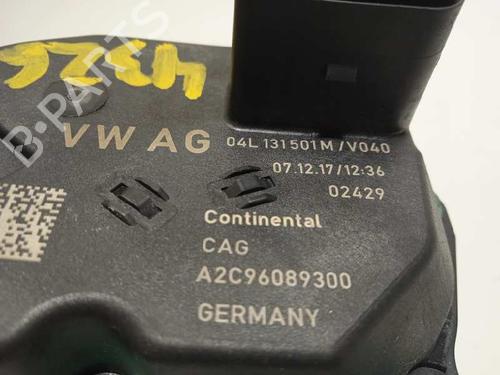 VW AG
04L 131 501 M /V040
07.12.17/12:36
02429
Continental
CAG
A2C96089300
GERMANY
B-PARTS